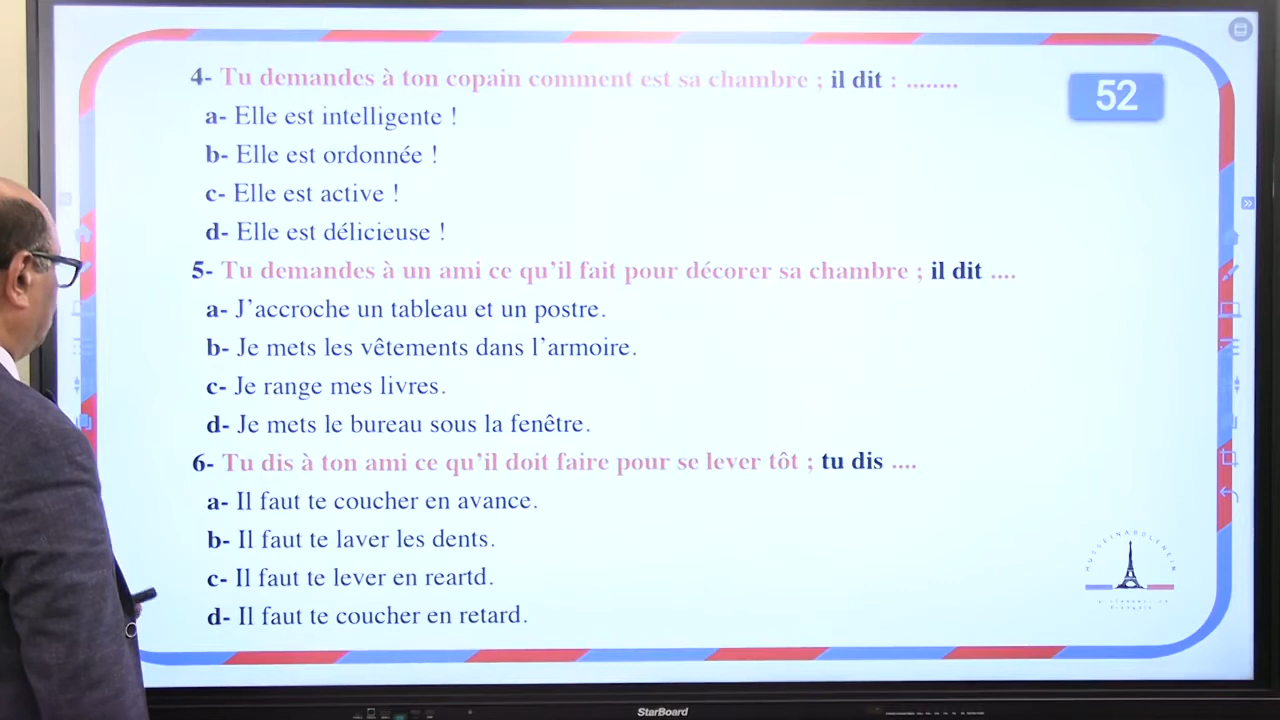 4- Tu demandes à ton copain comment est sa chambre ; il dit : ........
52
a- Elle est intelligente !
b- Elle est ordonnée !
c- Elle est active !
d- Elle est délicieuse !
5- Tu demandes à un ami ce qu’il fait pour décorer sa chambre ; il dit ....
a- J’accroche un tableau et un postre.
b- Je mets les vêtements dans l’armoire.
c- Je range mes livres.
d- Je mets le bureau sous la fenêtre.
6- Tu dis à ton ami ce qu’il doit faire pour se lever tôt ; tu dis ....
a- Il faut te coucher en avance.
b- Il faut te laver les dents.
c- Il faut te lever en reartd.
d- Il faut te coucher en retard.
HUSSEINABOLENEIN
StarBoard